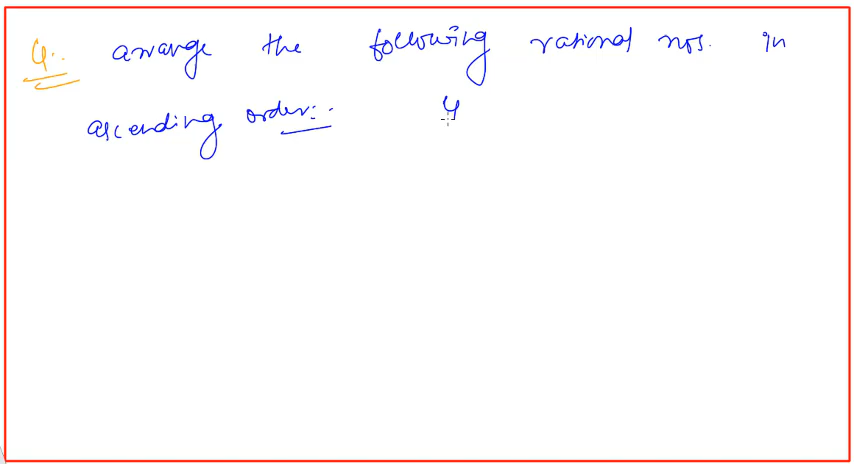 Q:. arrange the following rational nos. in
ascending order:. 4